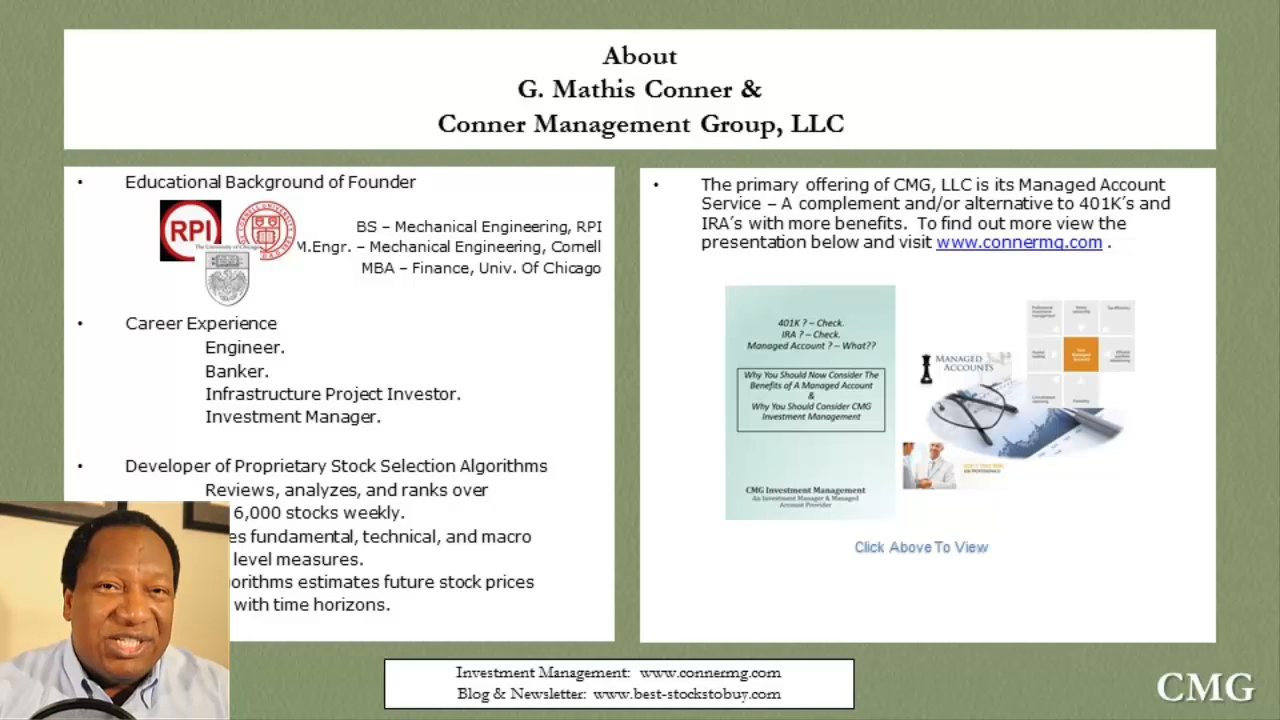 About
G. Mathis Conner &
Conner Management Group, LLC
• Educational Background of Founder
RPI
The University of Chicago
BS – Mechanical Engineering, RPI
M.Engr. – Mechanical Engineering, Cornell
MBA – Finance, Univ. Of Chicago
• Career Experience
Engineer.
Banker.
Infrastructure Project Investor.
Investment Manager.
• Developer of Proprietary Stock Selection Algorithms
Reviews, analyzes, and ranks over
6,000 stocks weekly.
es fundamental, technical, and macro
level measures.
orithms estimates future stock prices
with time horizons.
• The primary offering of CMG, LLC is its Managed Account
Service – A complement and/or alternative to 401K's and
IRA's with more benefits. To find out more view the
presentation below and visit www.connermg.com .
401K ? – Check.
IRA ? – Check.
Managed Account ? – What??
Why You Should Now Consider The
Benefits of A Managed Account
&
Why You Should Consider CMG
Investment Management
CMG Investment Management
An Investment Manager & Managed
Account Provider
MANAGED
ACCOUNTS
Click Above To View
Investment Management: www.connermg.com
Blog & Newsletter: www.best-stockstobuy.com
CMG